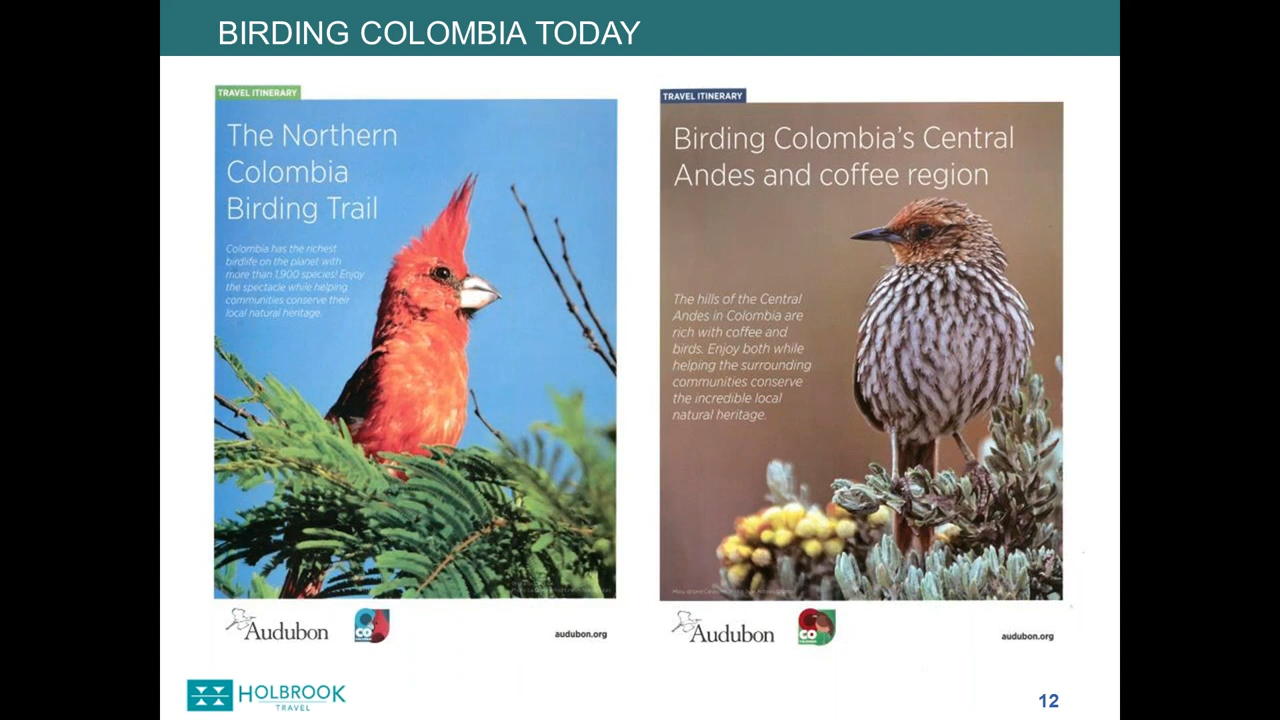 BIRDING COLOMBIA TODAY
TRAVEL ITINERARY
The Northern
Colombia
Birding Trail
Colombia has the richest
birdlife on the planet with
more than 1,900 species! Enjoy
the spectacle while helping
communities conserve their
local natural heritage.
Audubon
CO
audubon.org
TRAVEL ITINERARY
Birding Colombia’s Central
Andes and coffee region
The hills of the Central
Andes in Colombia are
rich with coffee and
birds. Enjoy both while
helping the surrounding
communities conserve
the incredible local
natural heritage.
Audubon
CO
audubon.org
HOLBROOK
TRAVEL
12